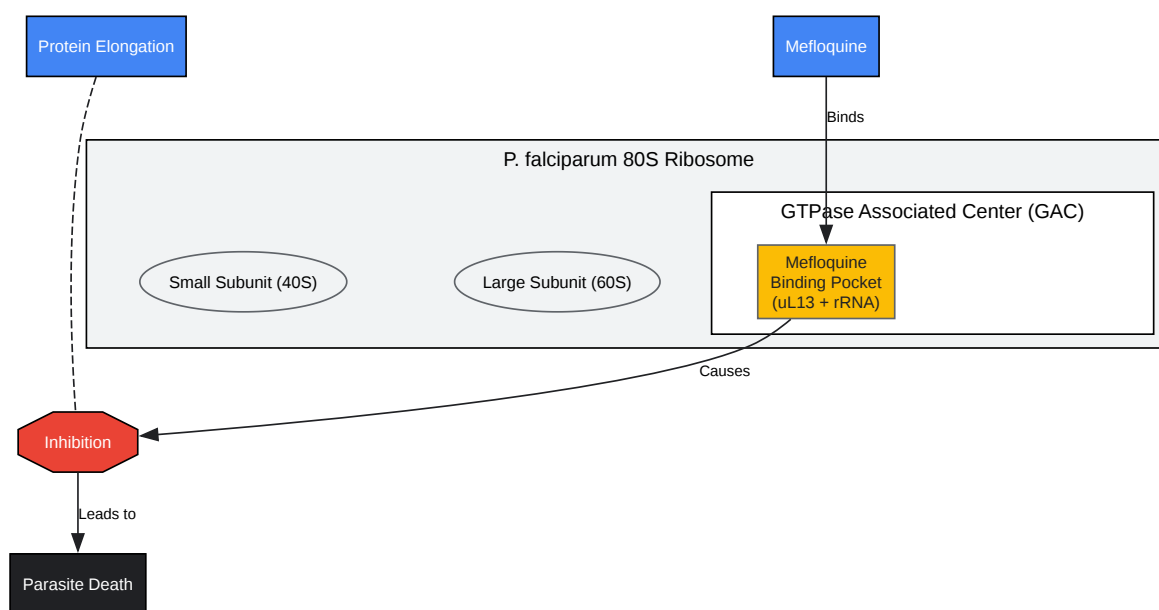 Protein Elongation
Mefloquine
Binds
P. falciparum 80S Ribosome
GTPase Associated Center (GAC)
Small Subunit (40S)
Large Subunit (60S)
Mefloquine
Binding Pocket
(uL13 + rRNA)
Causes
Inhibition
Leads to
Parasite Death